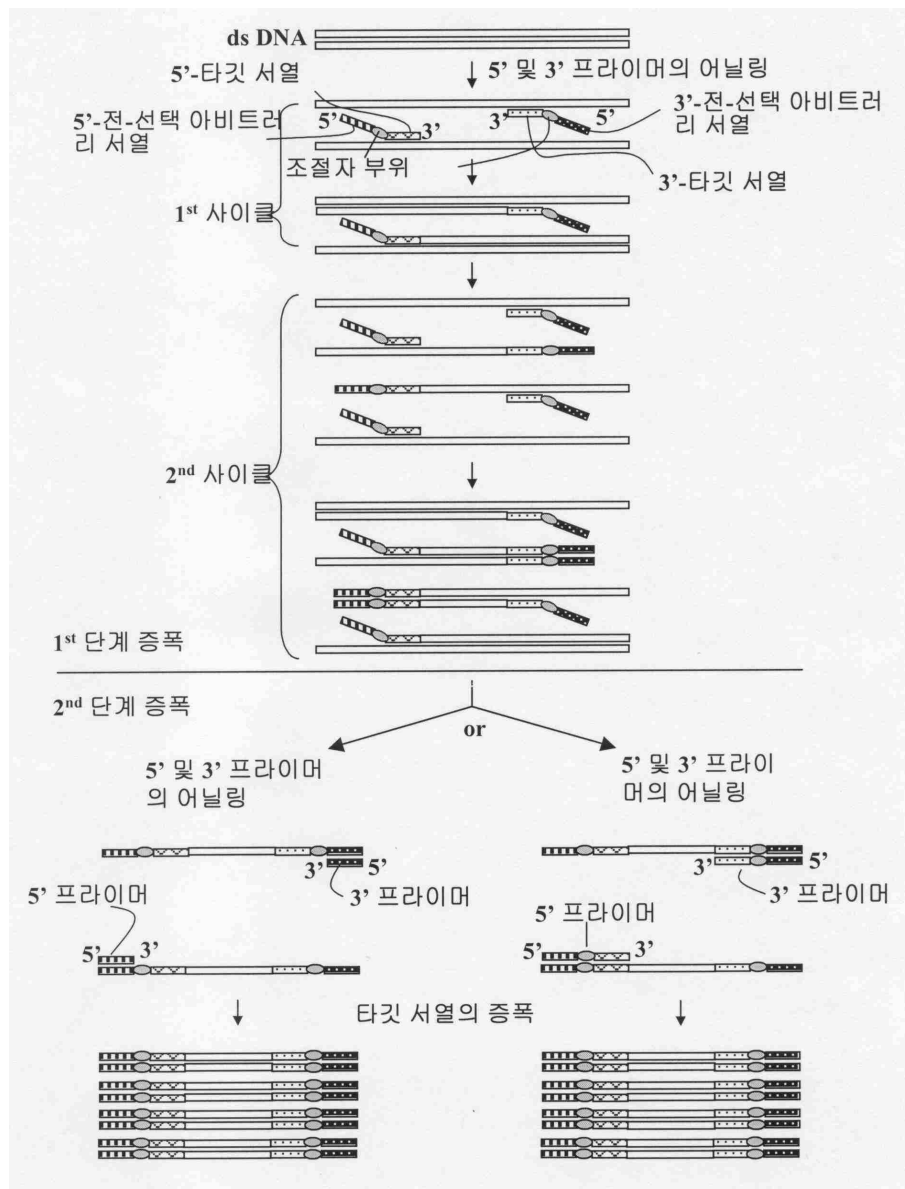 ds DNA
5’-타깃 서열
5’ 및 3’ 프라이머의 어닐링
5’-전-선택 아비트러
리 서열
5’
3’
3’
5’
3’-전-선택 아비트러
리 서열
조절자 부위
3’-타깃 서열
1st 사이클
2nd 사이클
1st 단계 증폭
2nd 단계 증폭
or
5’ 및 3’ 프라이머
의 어닐링
5’ 및 3’ 프라이
머의 어닐링
3’
5’
3’ 프라이머
5’ 프라이머
5’
3’
3’
5’
3’ 프라이머
5’ 프라이머
5’
3’
타깃 서열의 증폭